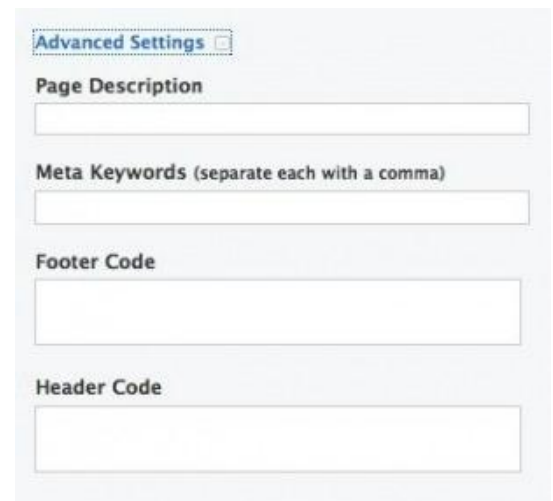 Advanced Settings
Page Description
Meta Keywords (separate each with a comma)
Footer Code
Header Code